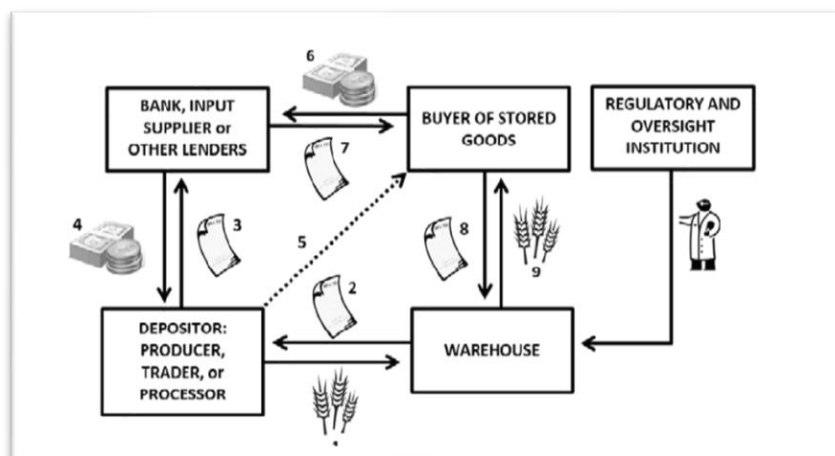 6
BANK, INPUT
SUPPLIER or
OTHER LENDERS
BUYER OF STORED
GOODS
REGULATORY AND
OVERSIGHT
INSTITUTION
7
4
3
5
8
9
2
DEPOSITOR:
PRODUCER,
TRADER, or
PROCESSOR
WAREHOUSE